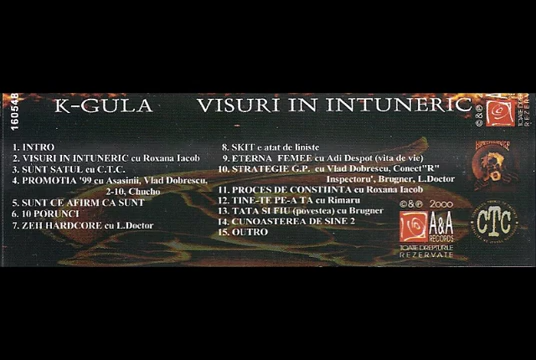 160548
K-GULA VISURI IN INTUNERIC
1. INTRO
2. VISURI IN INTUNERIC cu Roxana Iacob
3. SUNT SATUL cu C.T.C.
4. PROMOTIA '99 cu Asasinii, Vlad Dobrescu,
2-10, Chucho
5. SUNT CE AFIRM CA SUNT
6. 10 PORUNCI
7. ZEII HARDCORE cu L.Doctor
8. SKIT e atat de liniste
9. ETERNA FEMEE cu Adi Despot (vita de vie)
10. STRATEGIE G.P. cu Vlad Dobrescu, Conect"R"
Inspectoru', Brugner, L.Doctor
11. PROCES DE CONSTIINTA cu Roxana Iacob
12. TINE-TE PE-A TA cu Rimaru
13. TATA SI FIU (povestea) cu Brugner
14. CUNOASTEREA DE SINE 2
15. OUTRO
©&℗
TOATE DREPTURILE
REZERVATE
©&℗ 2000
A&A
RECORDS
TOATE DREPTURILE
REZERVATE
CTC